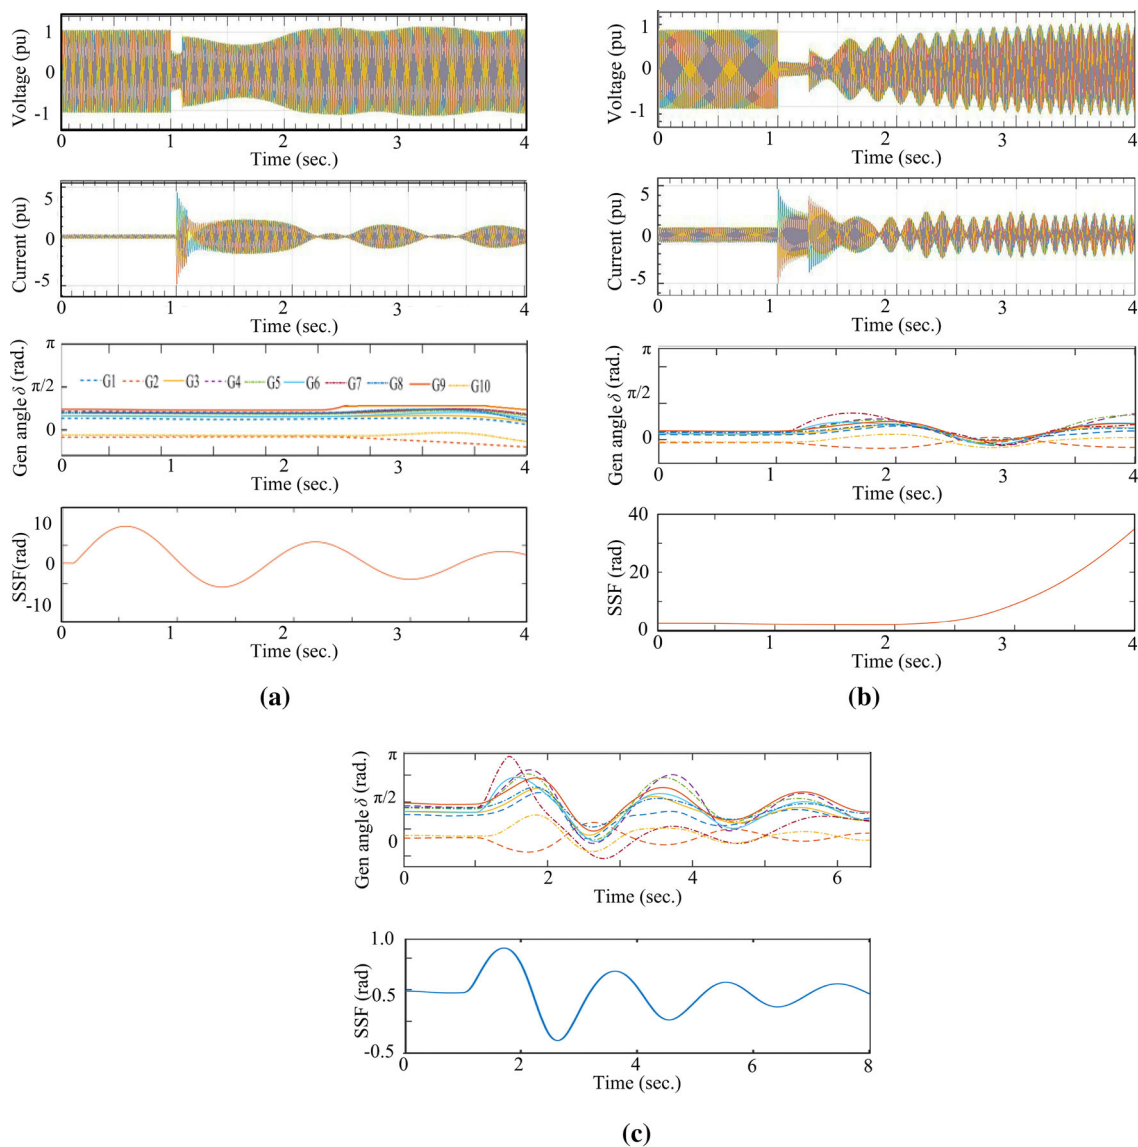 Voltage (pu)
1
0
-1
0 1 2 3 4
Time (sec.)
Current (pu)
5
0
-5
0 1 2 3 4
Time (sec.)
Gen angle δ (rad.)
π
π/2
0
G1 G2 G3 G4 G5 G6 G7 G8 G9 G10
0 1 2 3 4
Time (sec.)
SSF(rad)
10
0
-10
0 1 2 3 4
Time (sec.)
(a)
Voltage (pu)
1
0
-1
0 1 2 3 4
Time (sec.)
Current (pu)
5
0
-5
0 1 2 3 4
Time (sec.)
Gen angle δ (rad.)
π
π/2
0
0 1 2 3 4
Time (sec.)
SSF (rad)
40
20
0
0 1 2 3 4
Time (sec.)
(b)
Gen angle δ (rad.)
π
π/2
0
0 2 4 6
Time (sec.)
SSF (rad)
1.0
-0.5
-0.5
0 2 4 6 8
Time (sec.)
(c)